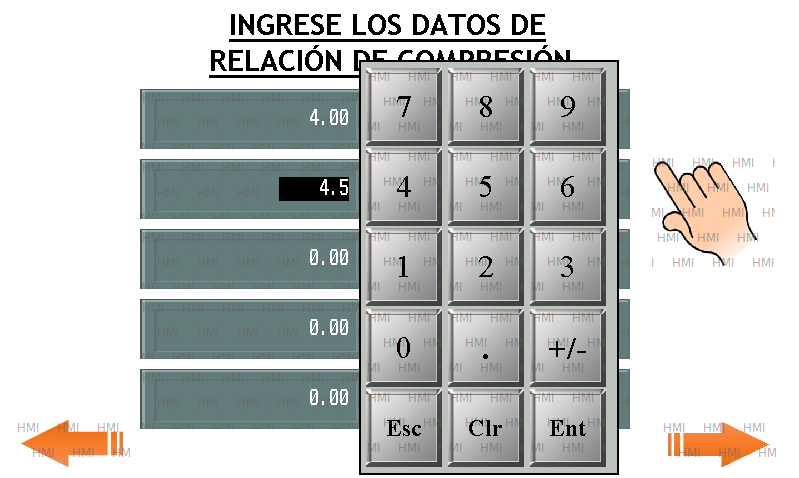 INGRESE LOS DATOS DE
RELACIÓN DE COMPRESIÓN
4.00
4.5
0.00
0.00
0.00
7 8 9
4 5 6
1 2 3
0 . +/-
Esc Clr Ent
HMI